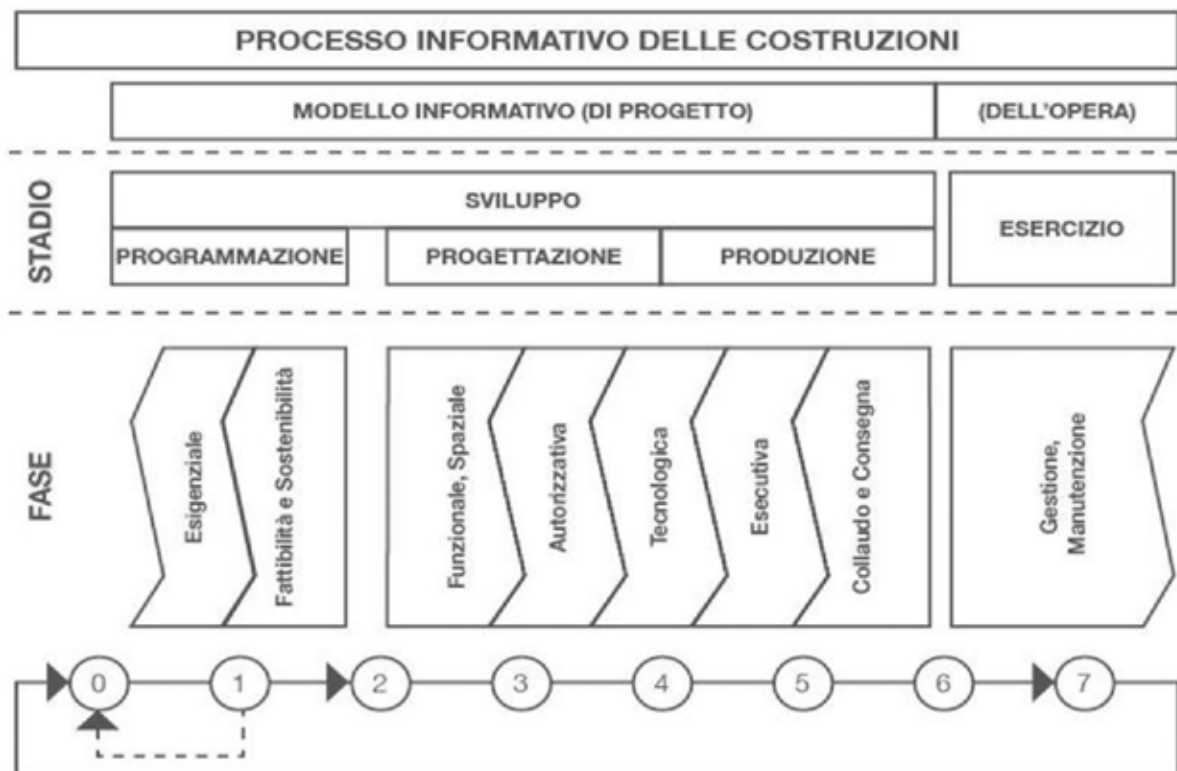 PROCESSO INFORMATIVO DELLE COSTRUZIONI
MODELLO INFORMATIVO (DI PROGETTO)
(DELL'OPERA)
STADIO
SVILUPPO
ESERCIZIO
PROGRAMMAZIONE
PROGETTAZIONE
PRODUZIONE
FASE
Esigenziale
Fattibilità e Sostenibilità
Funzionale, Spaziale
Autorizzativa
Tecnologica
Esecutiva
Collaudo e Consegna
Gestione,
Manutenzione
0
1
2
3
4
5
6
7